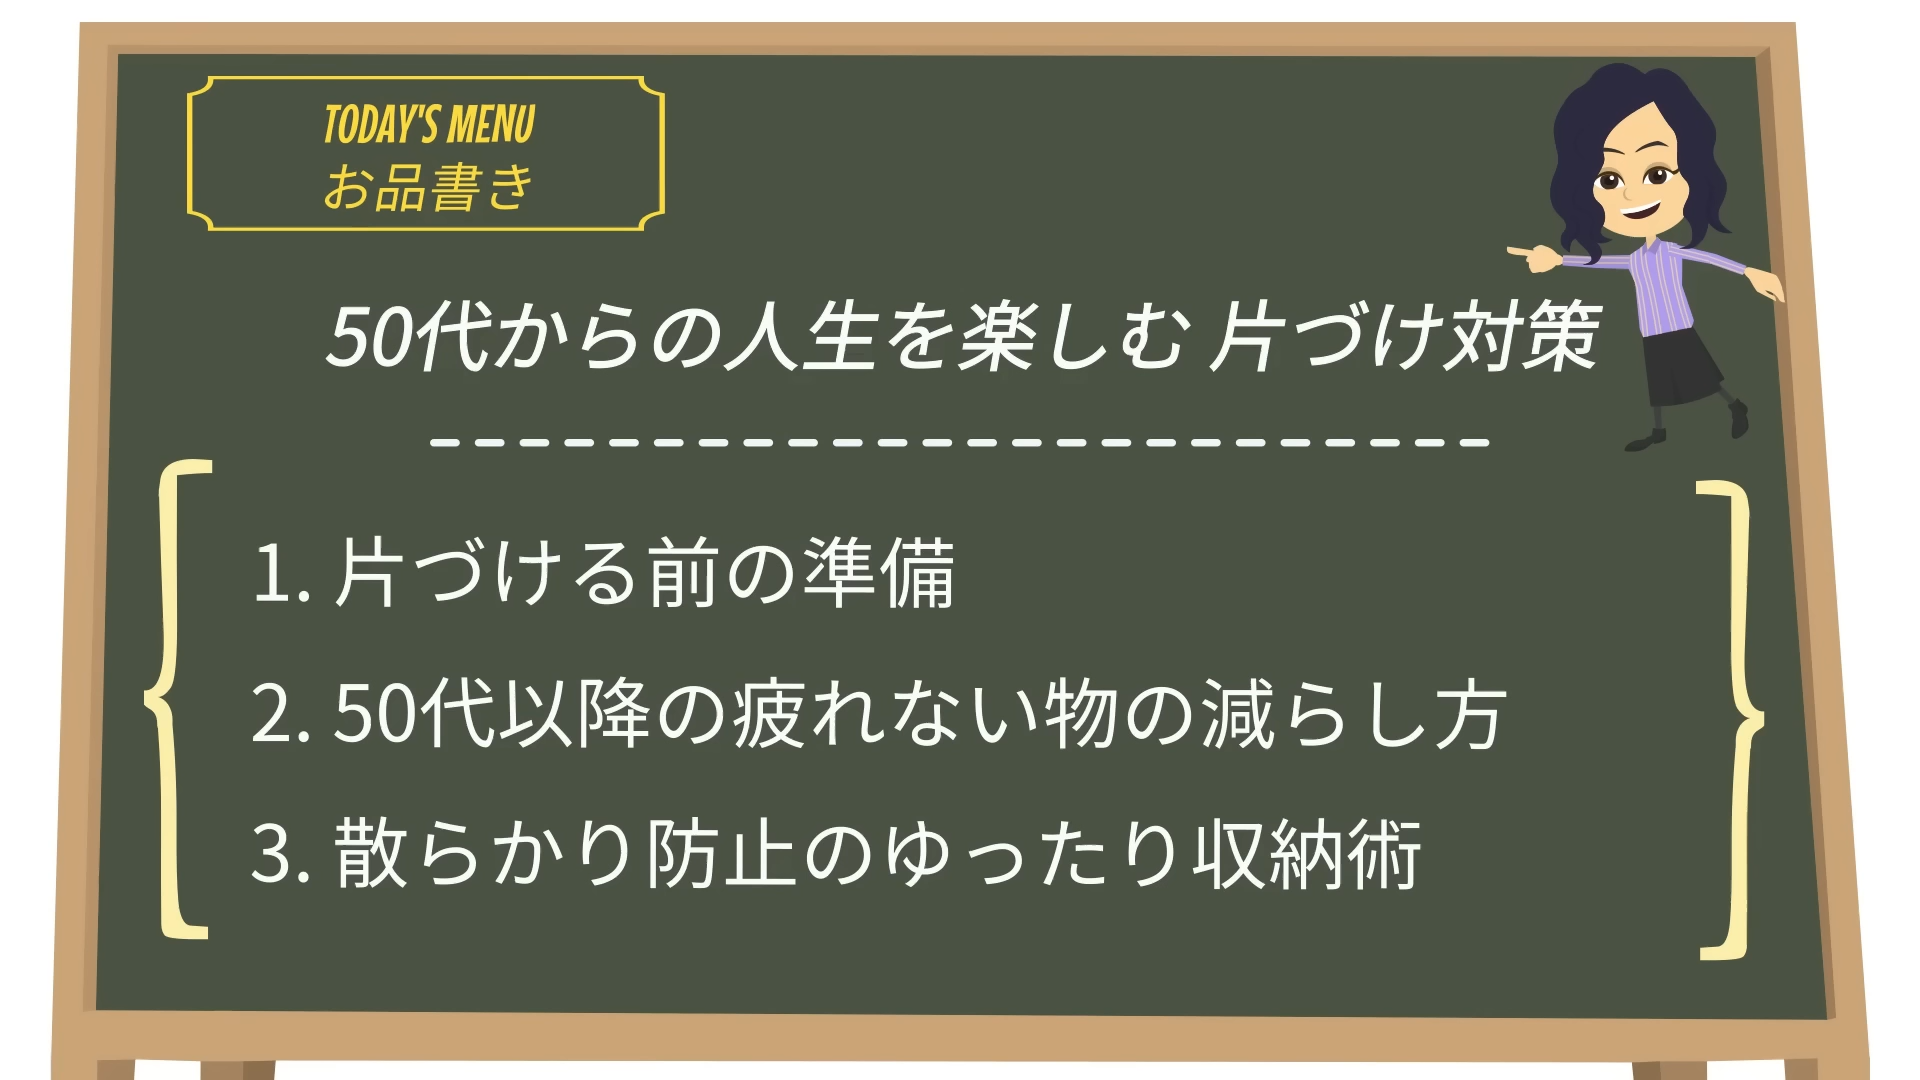 TODAY'S MENU
お品書き
50代からの人生を楽しむ 片づけ対策
1. 片づける前の準備
2. 50代以降の疲れない物の減らし方
3. 散らかり防止のゆったり収納術